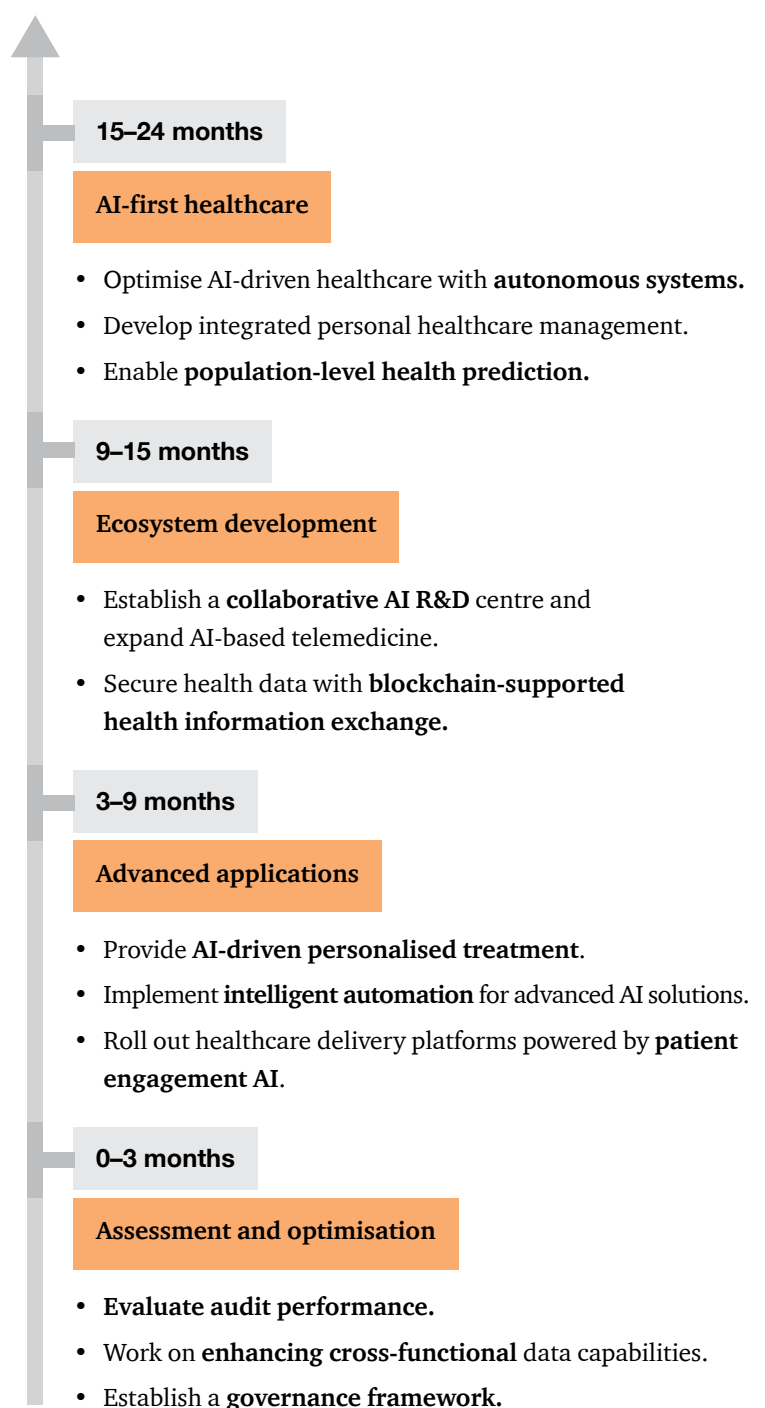 15–24 months
AI-first healthcare
• Optimise AI-driven healthcare with autonomous systems.
• Develop integrated personal healthcare management.
• Enable population-level health prediction.
9–15 months
Ecosystem development
• Establish a collaborative AI R&D centre and
expand AI-based telemedicine.
• Secure health data with blockchain-supported
health information exchange.
3–9 months
Advanced applications
• Provide AI-driven personalised treatment.
• Implement intelligent automation for advanced AI solutions.
• Roll out healthcare delivery platforms powered by patient
engagement AI.
0–3 months
Assessment and optimisation
• Evaluate audit performance.
• Work on enhancing cross-functional data capabilities.
• Establish a governance framework.